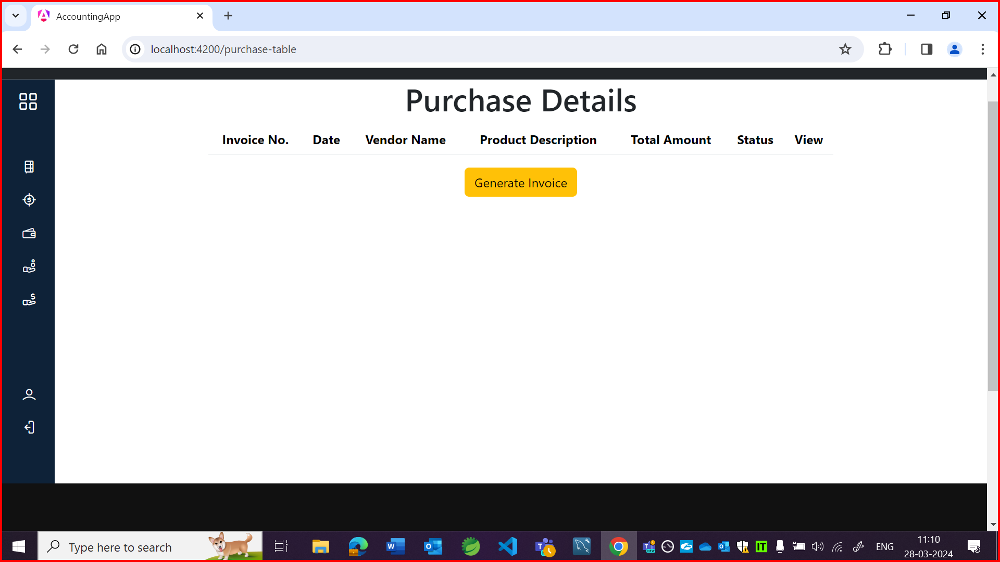 AccountingApp
localhost:4200/purchase-table
Purchase Details
Invoice No. Date Vendor Name Product Description Total Amount Status View
Generate Invoice
Type here to search
ENG
11:10
28-03-2024